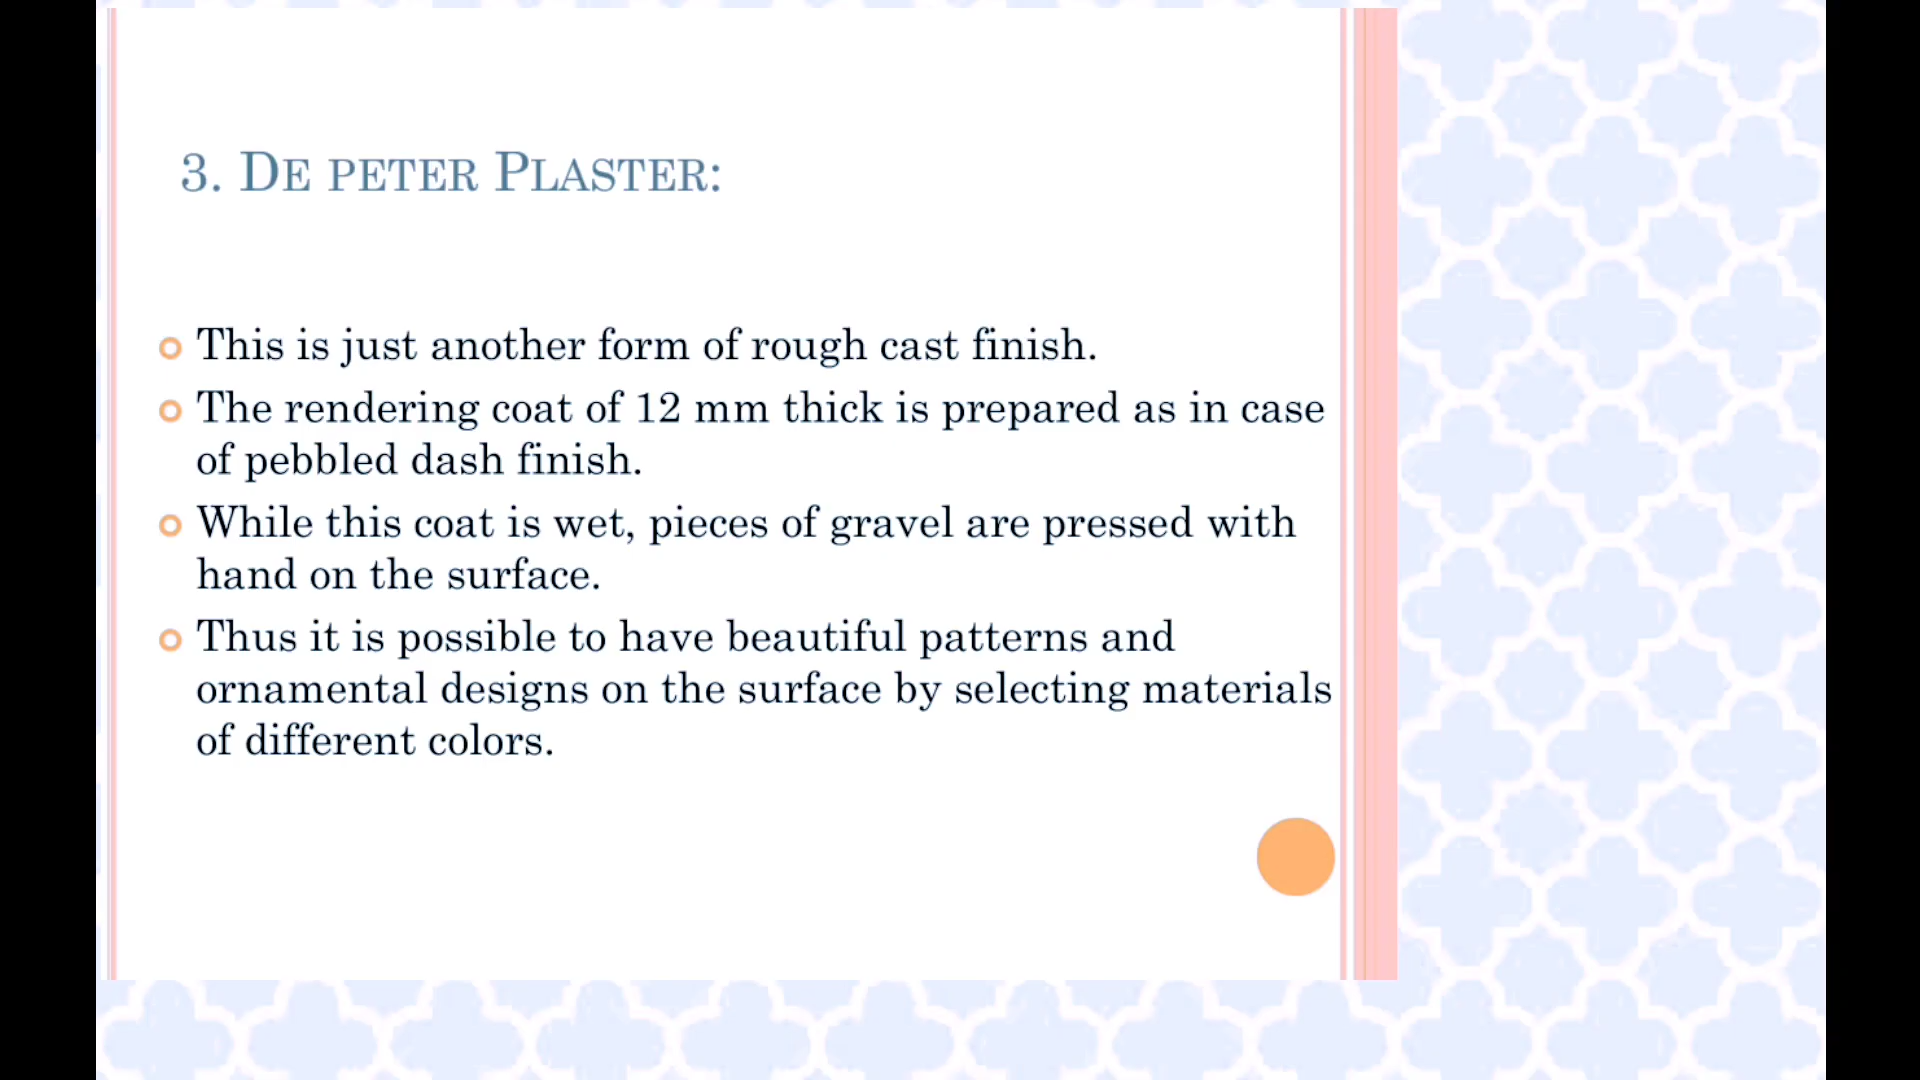 3. De peter Plaster:
This is just another form of rough cast finish.
The rendering coat of 12 mm thick is prepared as in case
of pebbled dash finish.
While this coat is wet, pieces of gravel are pressed with
hand on the surface.
Thus it is possible to have beautiful patterns and
ornamental designs on the surface by selecting materials
of different colors.